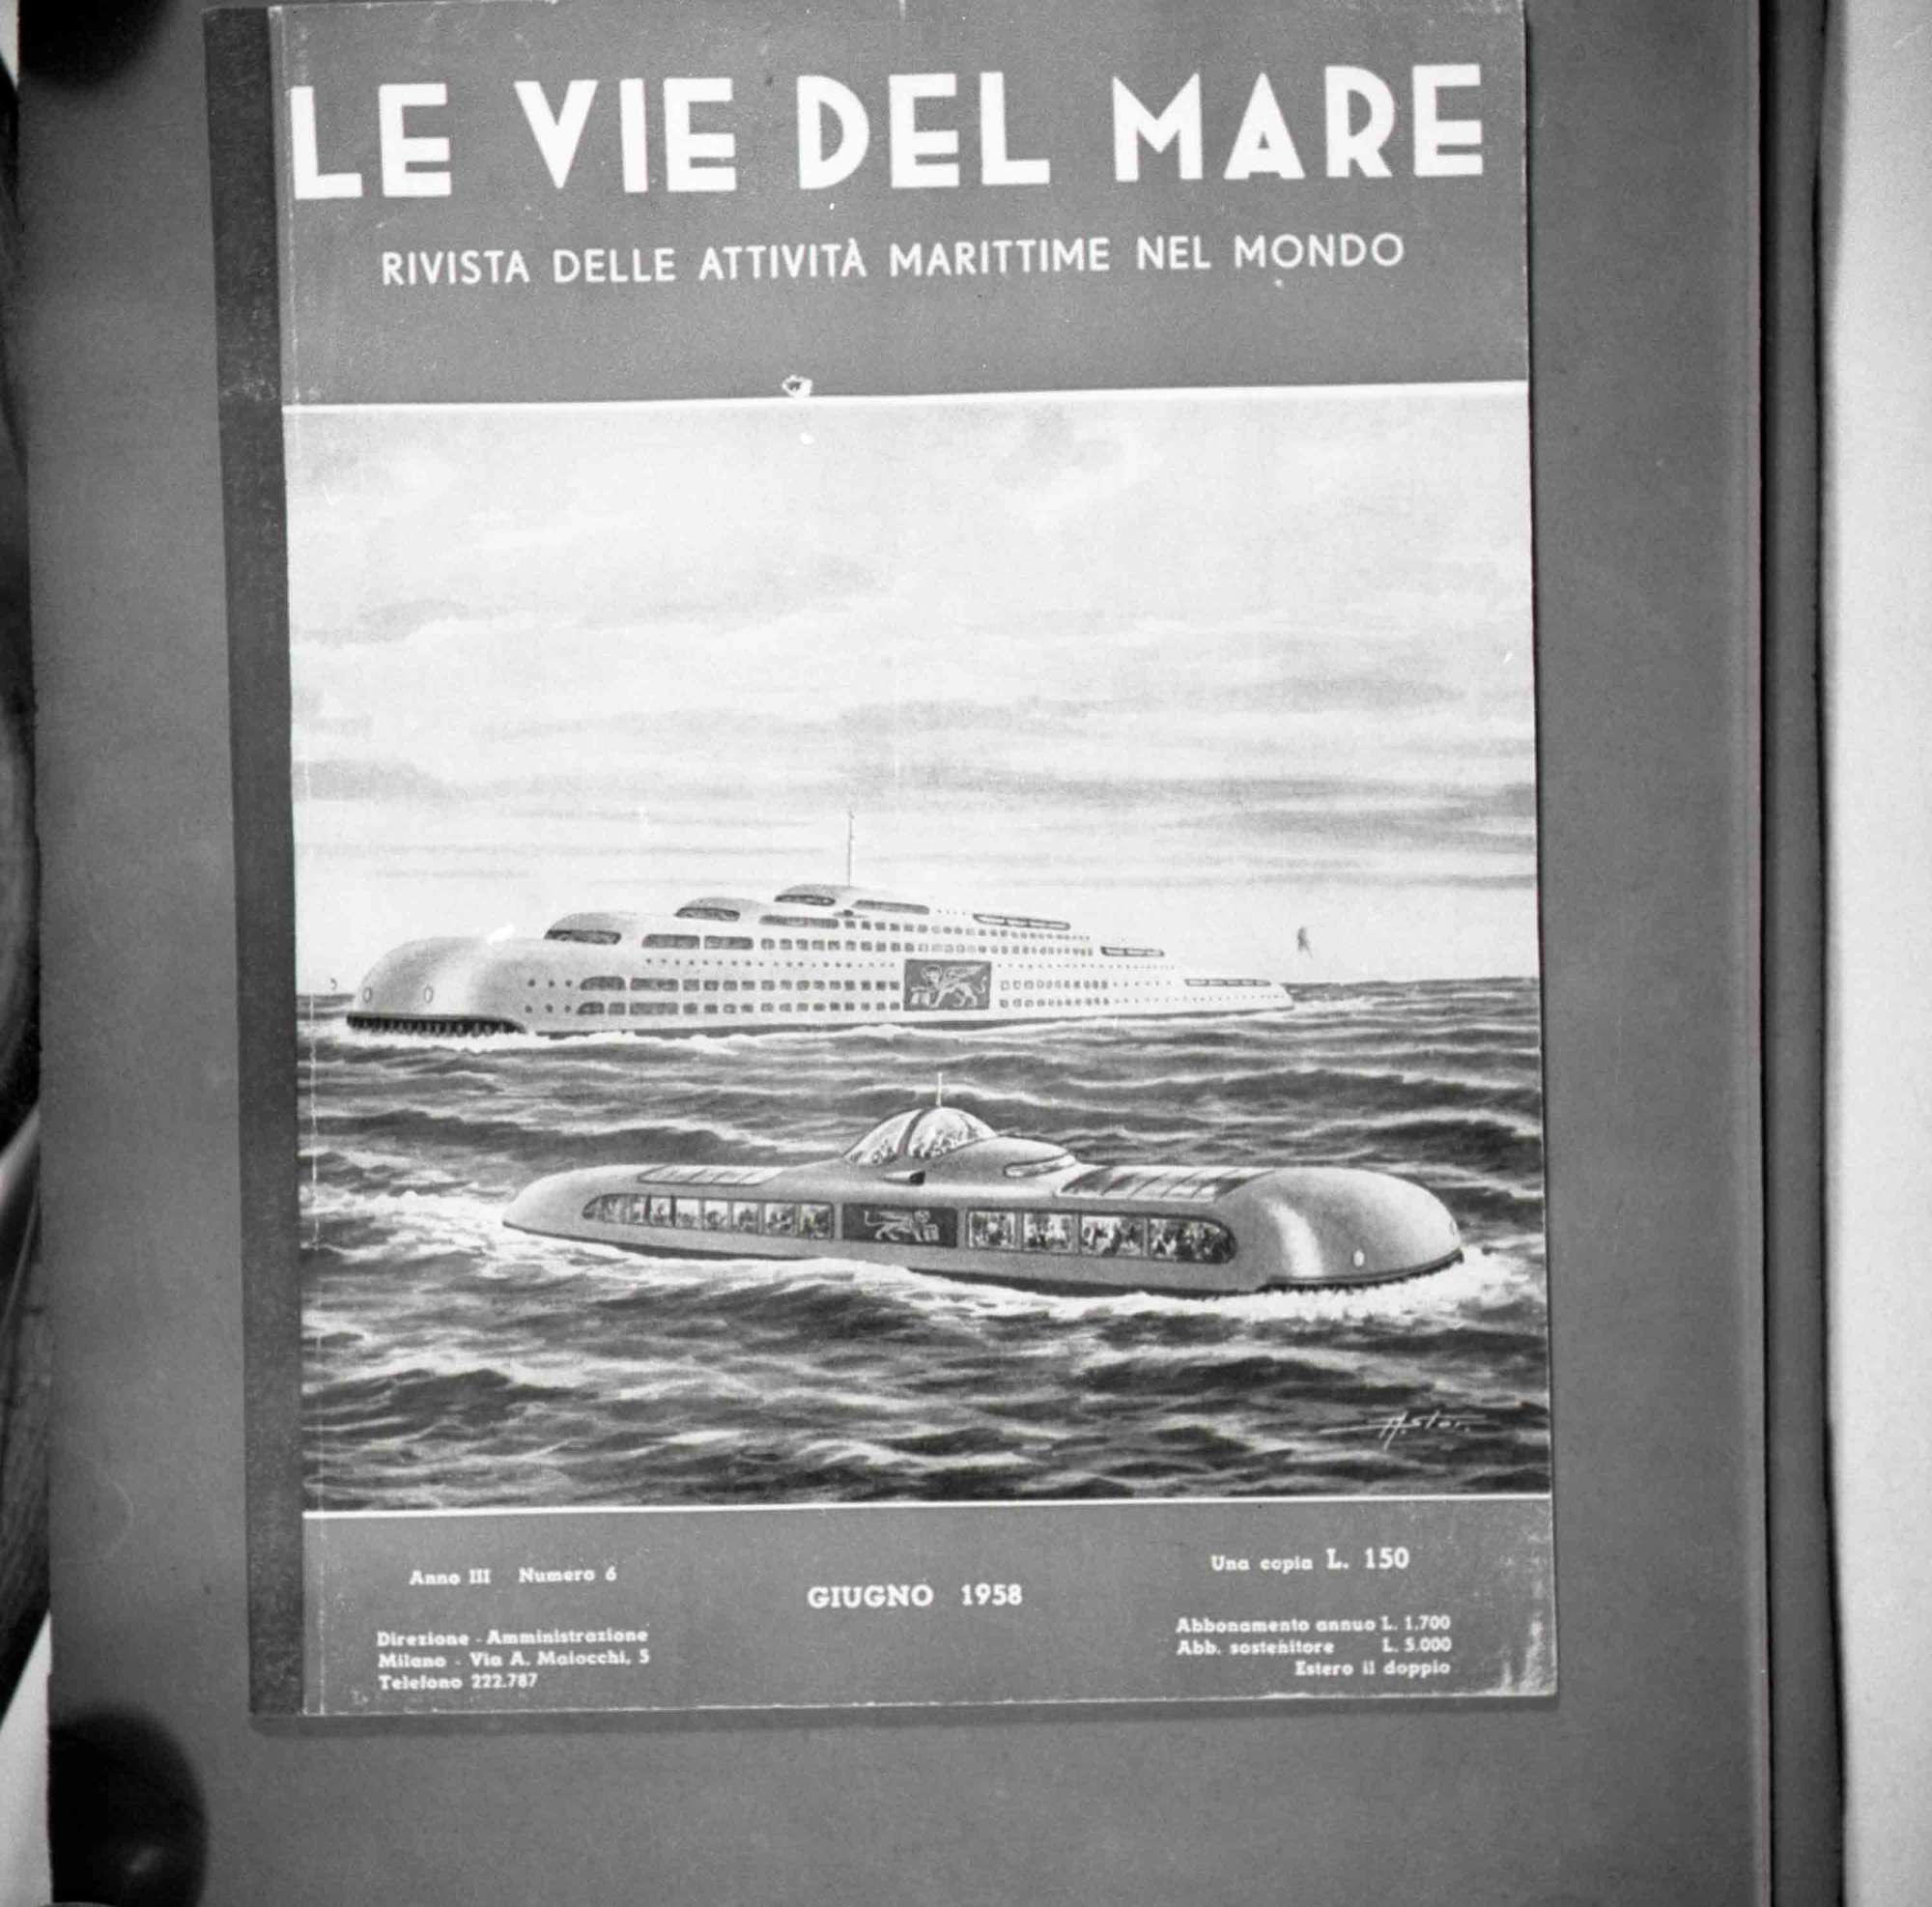 LE VIE DEL MARE
RIVISTA DELLE ATTIVITÀ MARITTIME NEL MONDO
Anno III Numero 6
GIUGNO 1958
Una copia L. 150
Direzione - Amministrazione
Milano - Via A. Maiocchi, 5
Telefono 222.787
Abbonamento annuo L. 1.700
Abb. sostenitore L. 5.000
Estero il doppio